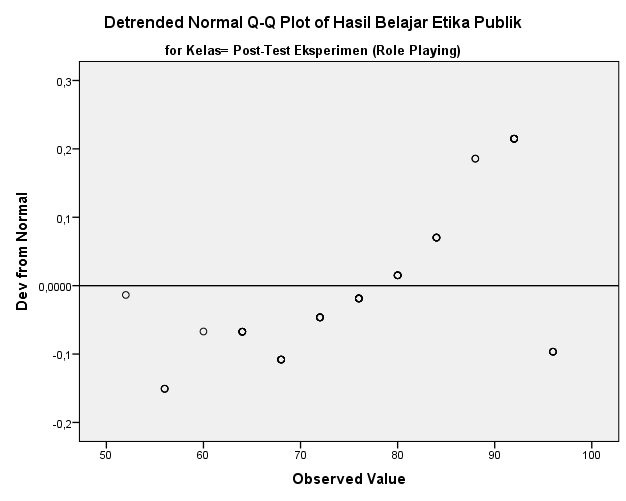 Detrended Normal Q-Q Plot of Hasil Belajar Etika Publik
for Kelas= Post-Test Eksperimen (Role Playing)
Dev from Normal
0,3
0,2
0,1
0,0000
-0,1
-0,2
50 60 70 80 90 100
Observed Value